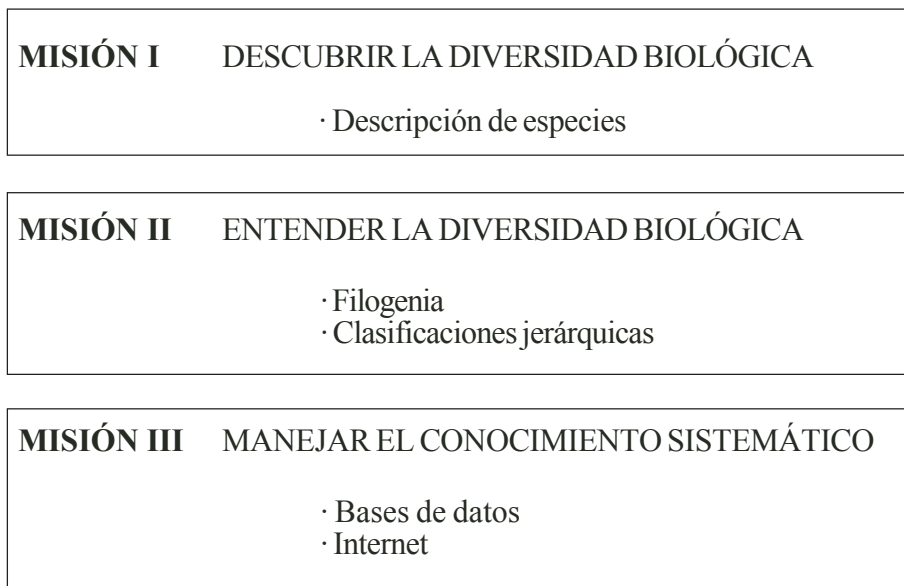 MISIÓN I DESCUBRIR LA DIVERSIDAD BIOLÓGICA
· Descripción de especies
MISIÓN II ENTENDER LA DIVERSIDAD BIOLÓGICA
· Filogenia
· Clasificaciones jerárquicas
MISIÓN III MANEJAR EL CONOCIMIENTO SISTEMÁTICO
· Bases de datos
· Internet